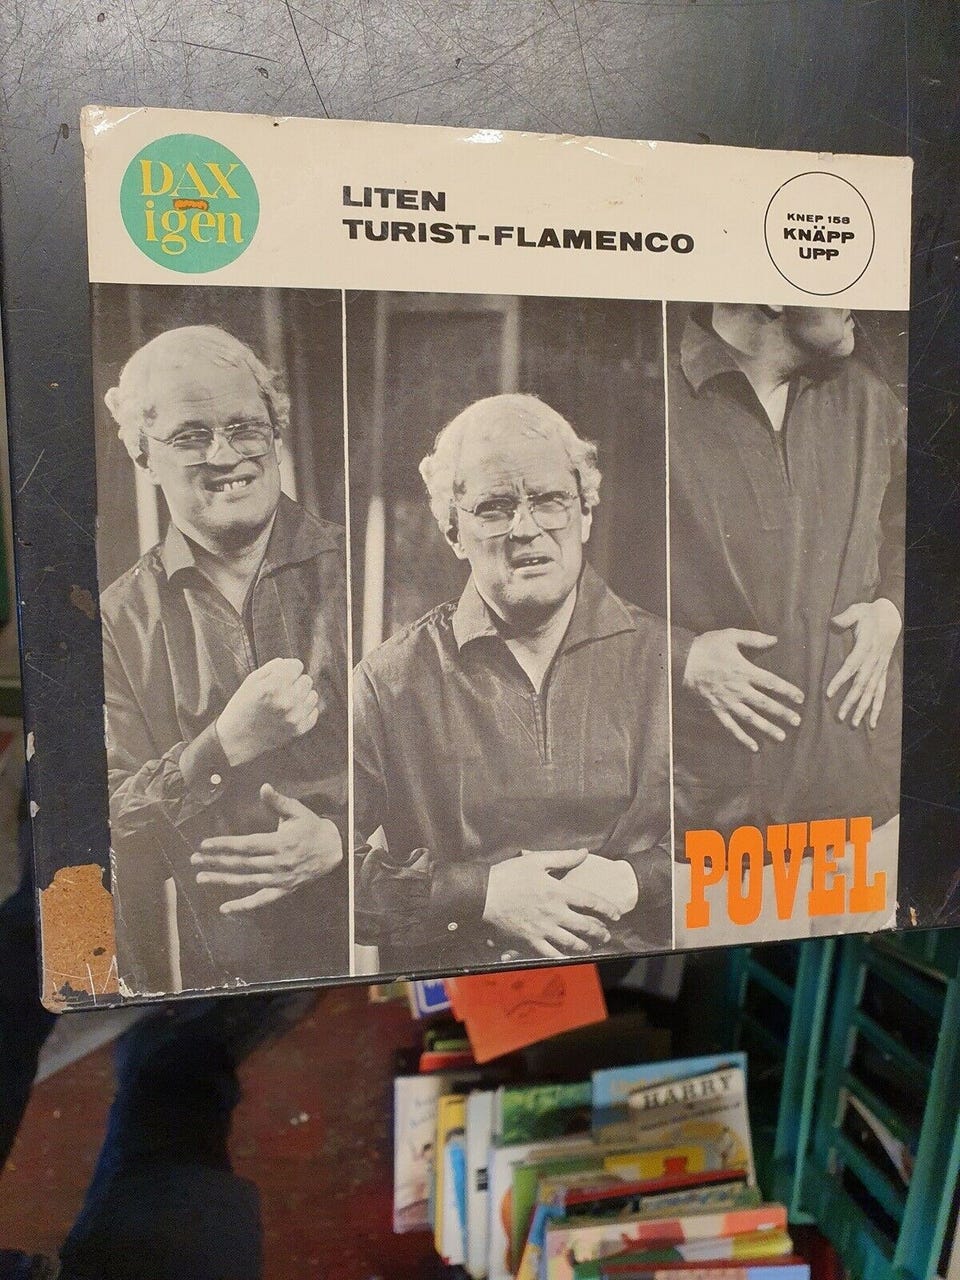 DAX
igen
LITEN
TURIST-FLAMENCO
KNEP 158
KNÄPP
UPP
POVEL
HARRY